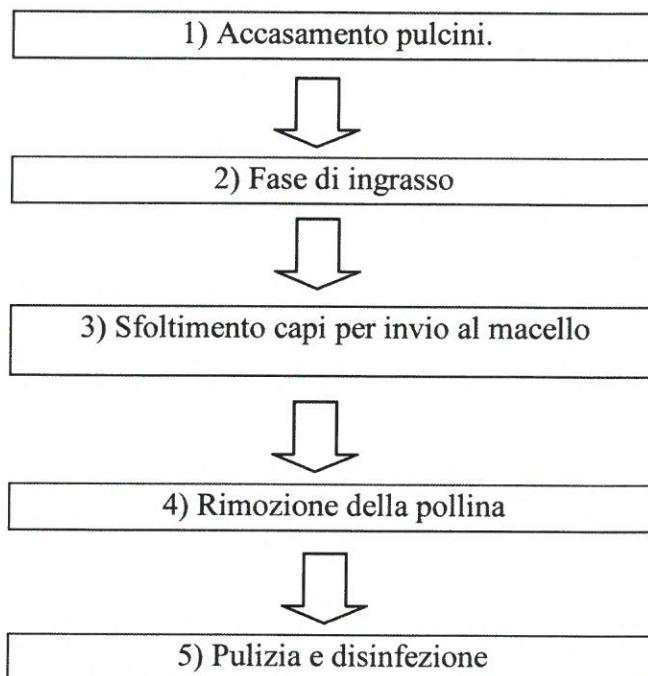 1) Accasamento pulcini.
2) Fase di ingrasso
3) Sfoltimento capi per invio al macello
4) Rimozione della pollina
5) Pulizia e disinfezione